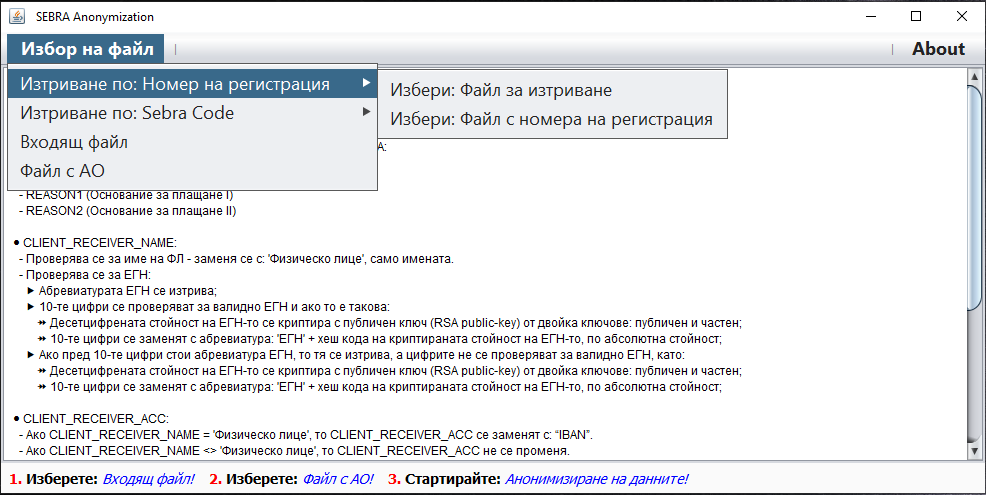 SEBRA Anonymization
Избор на файл
About
Изтриване по: Номер на регистрация
Изтриване по: Sebra Code
Входящ файл
Файл с АО
Избери: Файл за изтриване
Избери: Файл с номера на регистрация
А:
- REASON1 (Основание за плащане I)
- REASON2 (Основание за плащане II)
● CLIENT_RECEIVER_NAME:
- Проверява се за име на ФЛ - заменя се с: 'Физическо лице', само имената.
- Проверява се за ЕГН:
► Абревиатурата ЕГН се изтрива;
► 10-те цифри се проверяват за валидно ЕГН и ако то е такова:
↠ Десетцифрената стойност на ЕГН-то се криптира с публичен ключ (RSA public-key) от двойка ключове: публичен и частен;
↠ 10-те цифри се заменят с абревиатура: 'ЕГН' + хеш кода на криптираната стойност на ЕГН-то, по абсолютна стойност;
► Ако пред 10-те цифри стои абревиатура ЕГН, то тя се изтрива, а цифрите не се проверяват за валидно ЕГН, като:
↠ Десетцифрената стойност на ЕГН-то се криптира с публичен ключ (RSA public-key) от двойка ключове: публичен и частен;
↠ 10-те цифри се заменят с абревиатура: 'ЕГН' + хеш кода на криптираната стойност на ЕГН-то, по абсолютна стойност;
● CLIENT_RECEIVER_ACC:
- Ако CLIENT_RECEIVER_NAME = 'Физическо лице', то CLIENT_RECEIVER_ACC се заменят с: “IBAN”.
- Ако CLIENT_RECEIVER_NAME <> 'Физическо лице', то CLIENT_RECEIVER_ACC не се променя.
1. Изберете: Входящ файл! 2. Изберете: Файл с АО! 3. Стартирайте: Анонимизиране на данните!